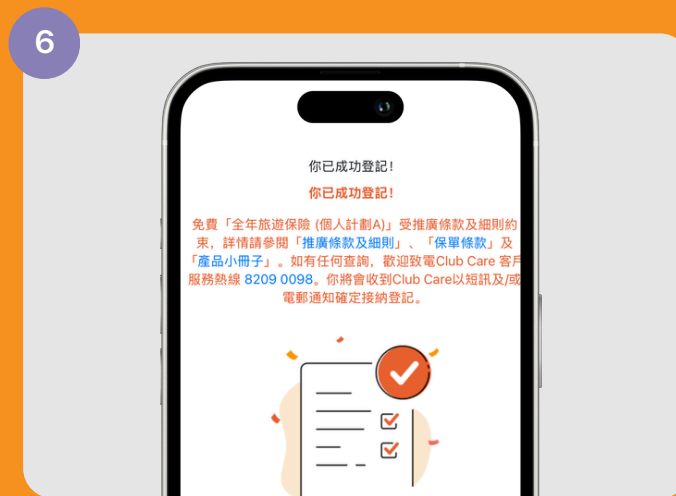 6
你已成功登記！
你已成功登記！
免費「全年旅遊保險 (個人計劃A)」受推廣條款及細則約
束，詳情請參閱「推廣條款及細則」、「保單條款」及
「產品小冊子」。如有任何查詢，歡迎致電Club Care 客戶
服務熱線 8209 0098。你將會收到Club Care以短訊及/或
電郵通知確定接納登記。